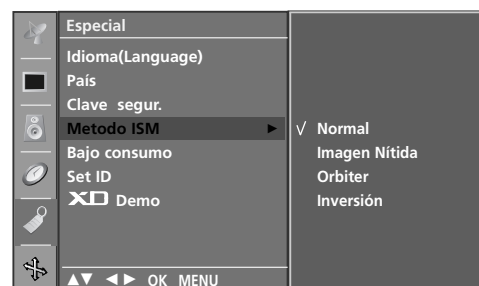 Especial
Idioma(Language)
País
Clave segur.
Metodo ISM ►
Bajo consumo
Set ID
XD Demo
▲▼ ◄► OK MENU
√ Normal
Imagen Nítida
Orbiter
Inversión